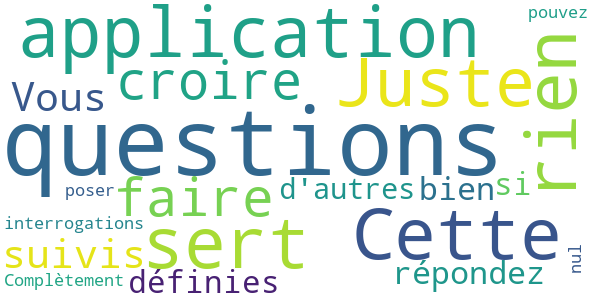 application
pouvez
croire
Juste
rien
Vous
questions
poser
faire
d'autres
bien
si
interrogations
sert
Cette
suivis
nul
Complètement
définies
répondez